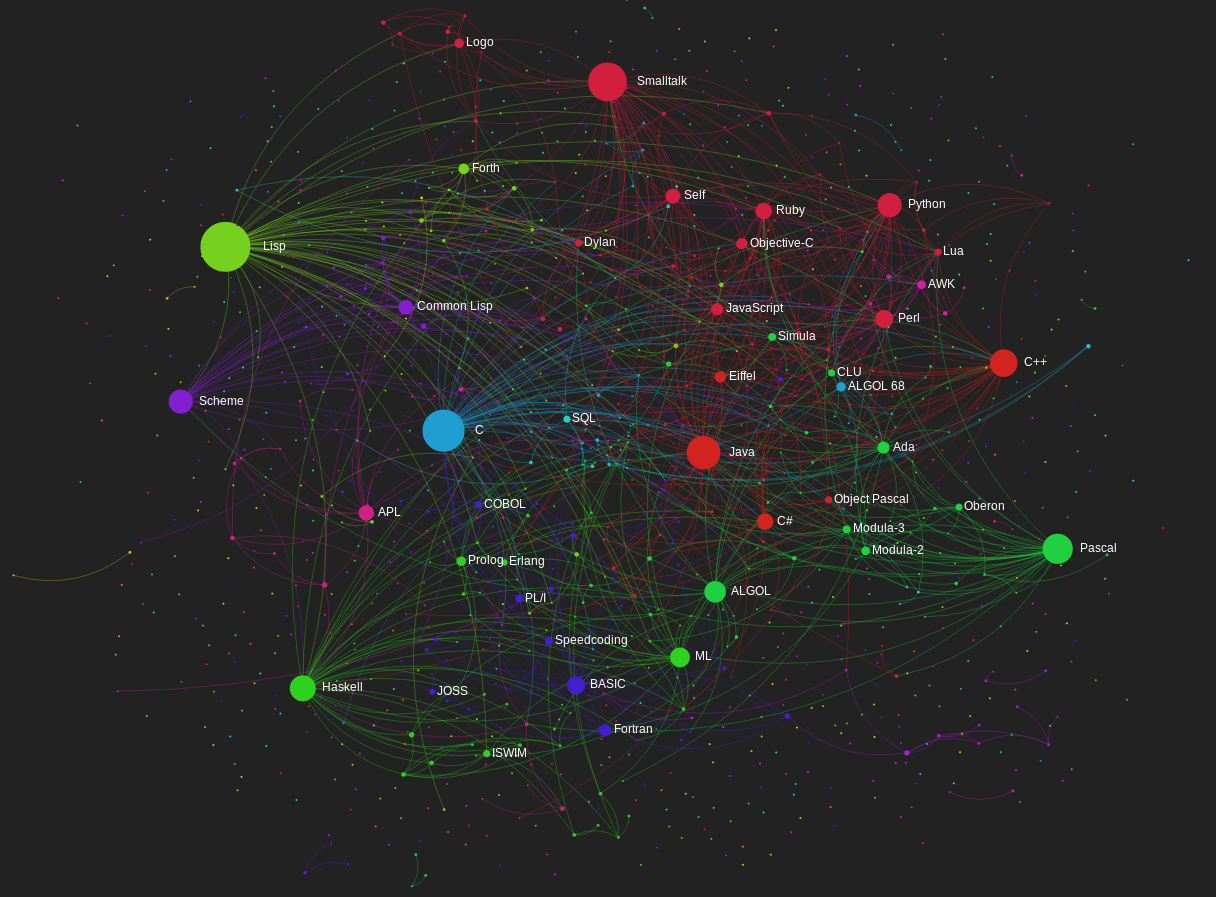 Logo
Smalltalk
Forth
Self
Python
Ruby
Dylan
Objective-C
Lisp
Lua
AWK
Common Lisp
JavaScript
Perl
Simula
C++
Eiffel
CLU
ALGOL 68
Scheme
SQL
C
Ada
Java
Object Pascal
COBOL
Oberon
APL
C#
Modula-3
Pascal
Modula-2
Prolog
Erlang
ALGOL
PL/I
Speedcoding
ML
BASIC
Haskell
JOSS
Fortran
ISWIM